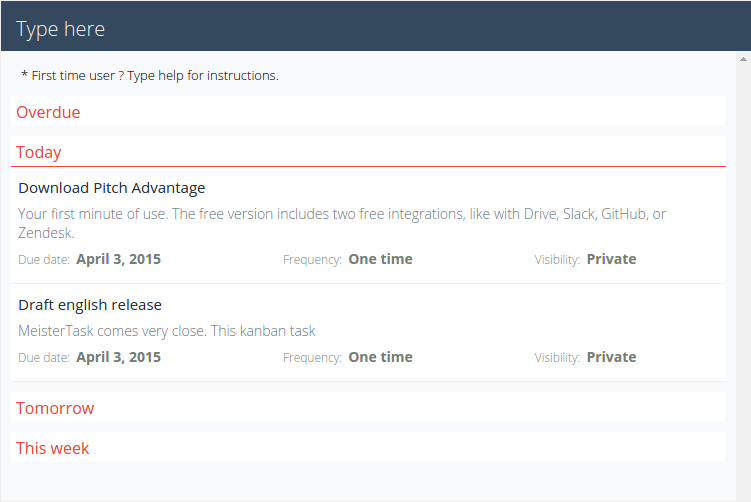 Type here
* First time user ? Type help for instructions.
Overdue
Today
Download Pitch Advantage
Your first minute of use. The free version includes two free integrations, like with Drive, Slack, GitHub, or
Zendesk.
Due date: April 3, 2015 Frequency: One time Visibility: Private
Draft english release
MeisterTask comes very close. This kanban task
Due date: April 3, 2015 Frequency: One time Visibility: Private
Tomorrow
This week